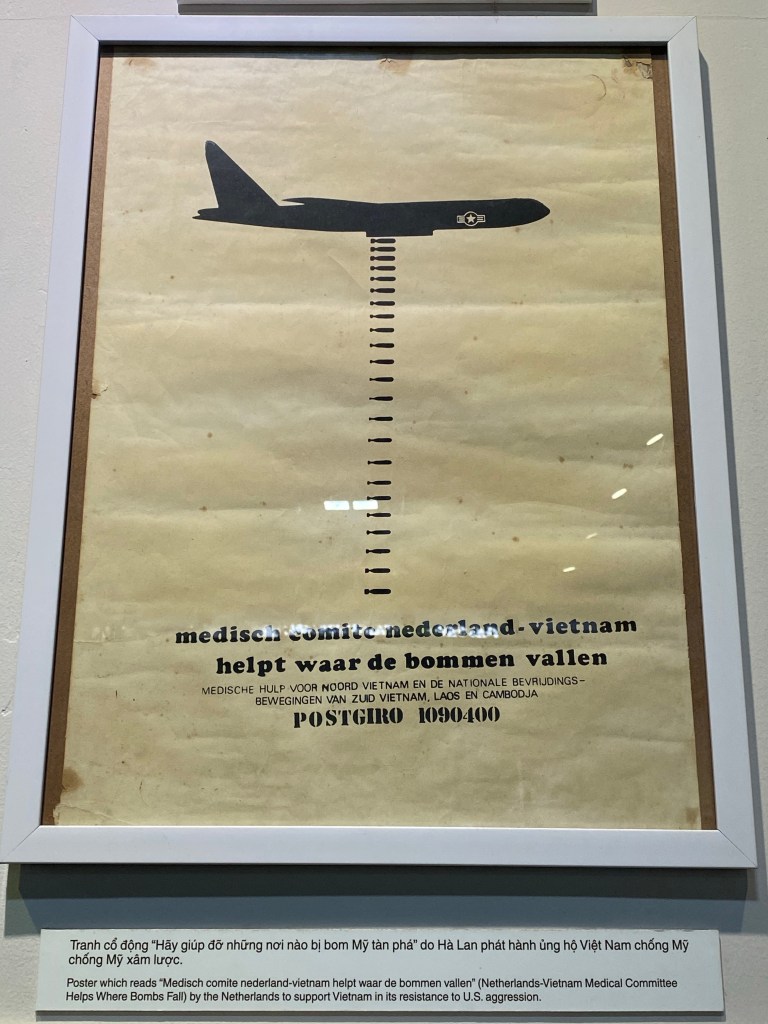 medisch comite nederland-vietnam
helpt waar de bommen vallen
MEDISCHE HULP VOOR NOORD VIETNAM EN DE NATIONALE BEVRIJDINGS-
BEWEGINGEN VAN ZUID VIETNAM, LAOS EN CAMBODJA
POSTGIRO 1090400
Tranh cổ động “Hãy giúp đỡ những nơi nào bị bom Mỹ tàn phá” do Hà Lan phát hành ủng hộ Việt Nam chống Mỹ
chống Mỹ xâm lược.
Poster which reads “Medisch comite nederland-vietnam helpt waar de bommen vallen” (Netherlands-Vietnam Medical Committee
Helps Where Bombs Fall) by the Netherlands to support Vietnam in its resistance to U.S. aggression.